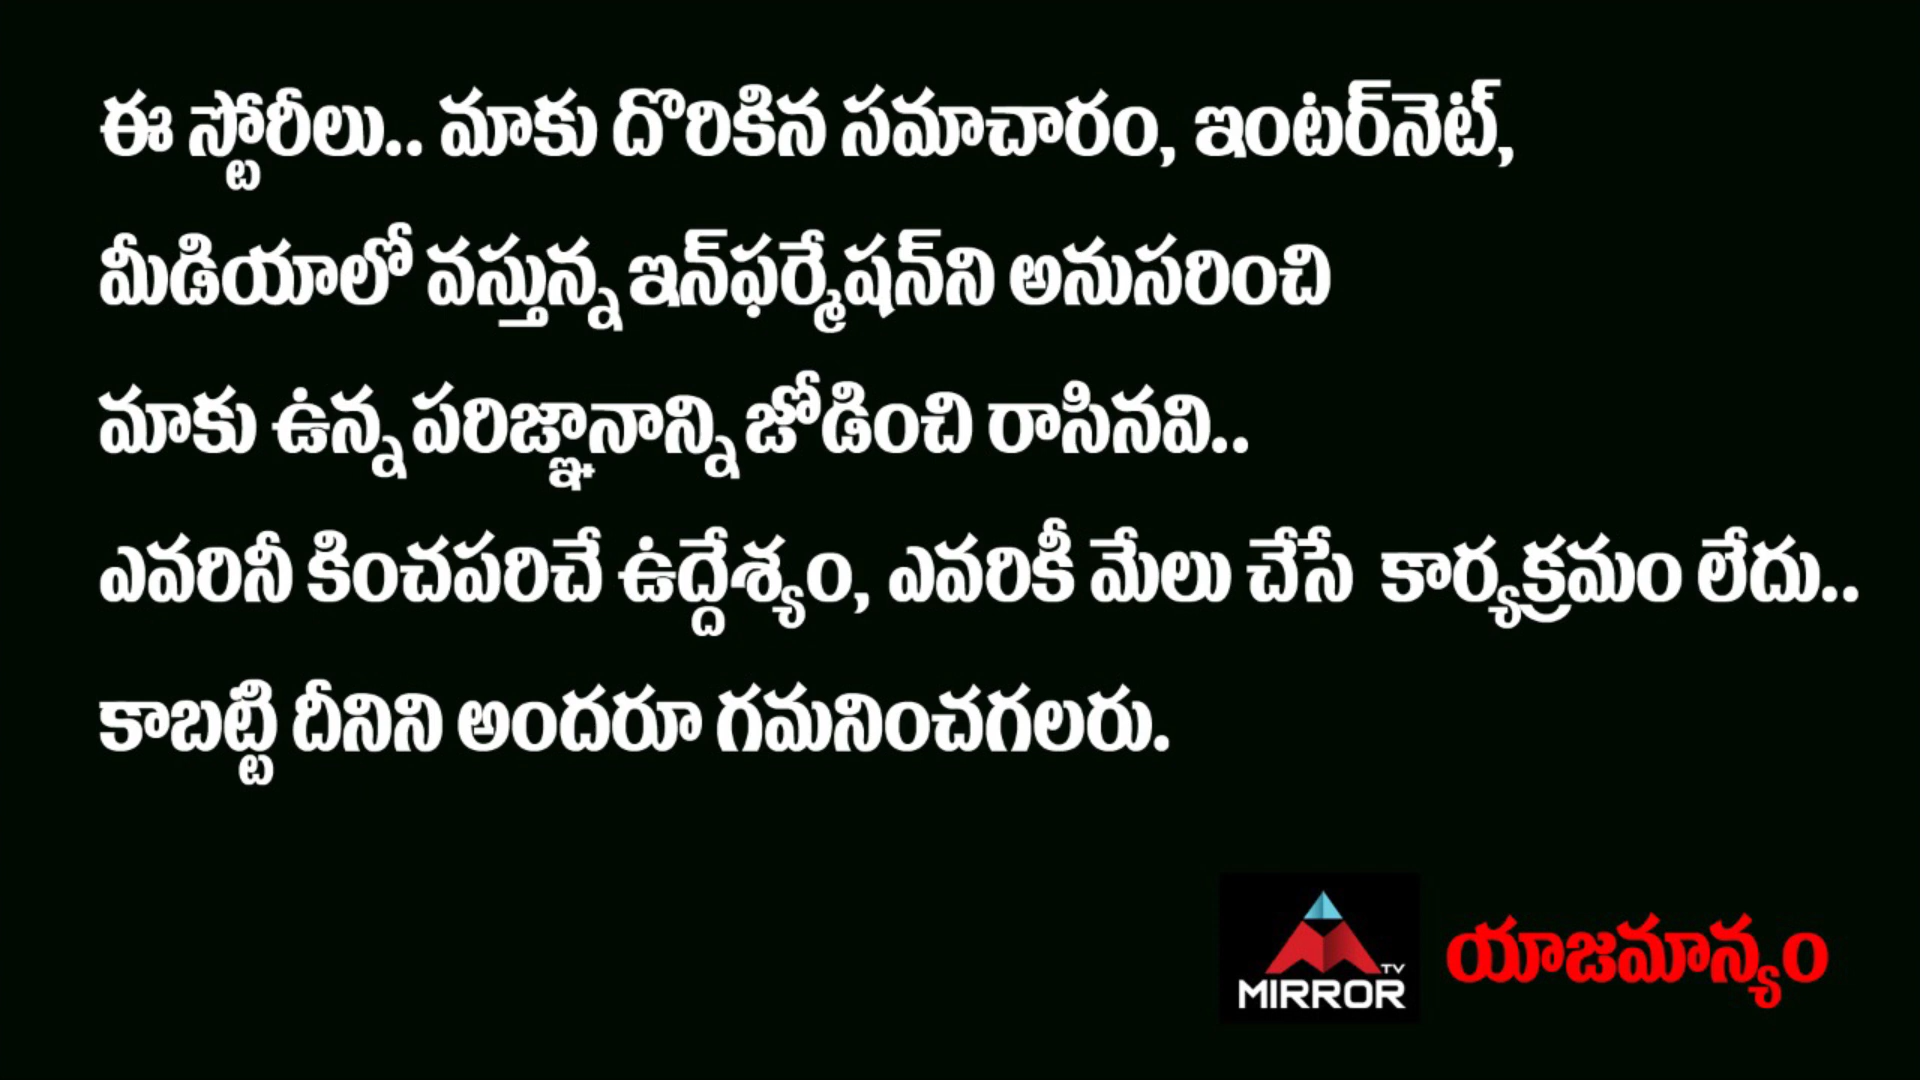 ఈ స్టోరీలు.. మాకు దొరికిన సమాచారం, ఇంటర్‌నెట్,
మీడియాలో వస్తున్న ఇన్‌ఫర్మేషన్‌ని అనుసరించి
మాకు ఉన్న పరిజ్ఞానాన్ని జోడించి రాసినవి..
ఎవరినీ కించపరిచే ఉద్దేశ్యం, ఎవరికీ మేలు చేసే కార్యక్రమం లేదు..
కాబట్టి దీనిని అందరూ గమనించగలరు.
TV
MIRROR
యాజమాన్యం